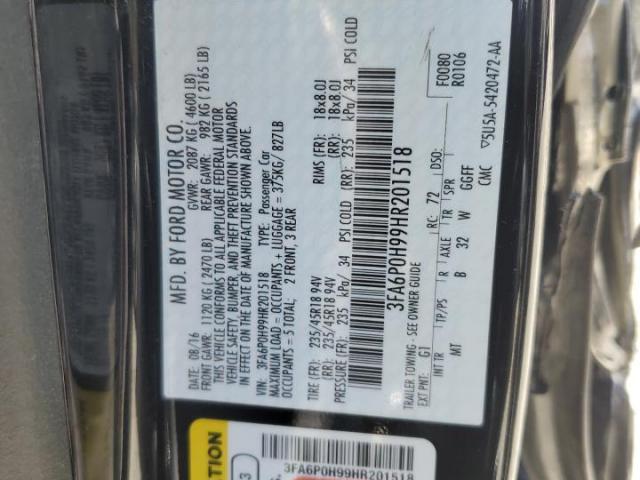 MFD. BY FORD MOTOR CO.
DATE: 08/16 GVWR: 2087 KG ( 4600 LB)
FRONT GAWR: 1120 KG (2470 LB) REAR GAWR: 982 KG ( 2165 LB)
THIS VEHICLE CONFORMS TO ALL APPLICABLE FEDERAL MOTOR
VEHICLE SAFETY, BUMPER, AND THEFT PREVENTION STANDARDS
IN EFFECT ON THE DATE OF MANUFACTURE SHOWN ABOVE.
VIN: 3FA6P0H99HR201518 TYPE: Passenger Car
MAXIMUM LOAD = OCCUPANTS + LUGGAGE = 375KG/ 827LB
OCCUPANTS = 5 TOTAL: 2 FRONT, 3 REAR
TIRE (FR): 235/45R18 94V RIMS (FR): 18x8.0J
(RR): 235/45R18 94V (RR): 18x8.0J
PRESSURE (FR): 235 kPa/ 34 PSI COLD (RR): 235 kPa/ 34 PSI COLD
3FA6P0H99HR201518
TRAILER TOWING - SEE OWNER GUIDE
F0080
R0106
EXT PNT: G1 RC: 72 DSO:
INT TR TP/PS R AXLE TR SPR
MT B 32 W GGFF
CMC ▽5U5A-5420472-AA
3FA6P0H99HR201518